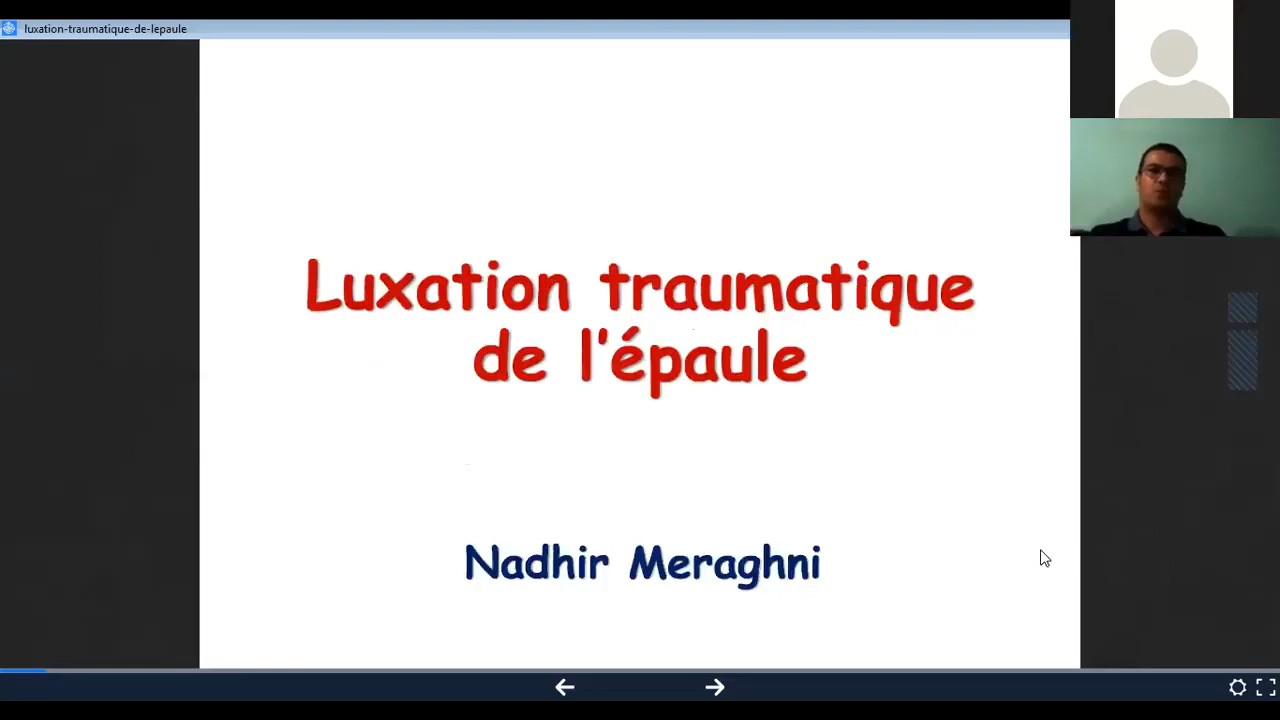 luxation-traumatique-de-lepaule
Luxation traumatique
de l'épaule
Nadhir Meraghni